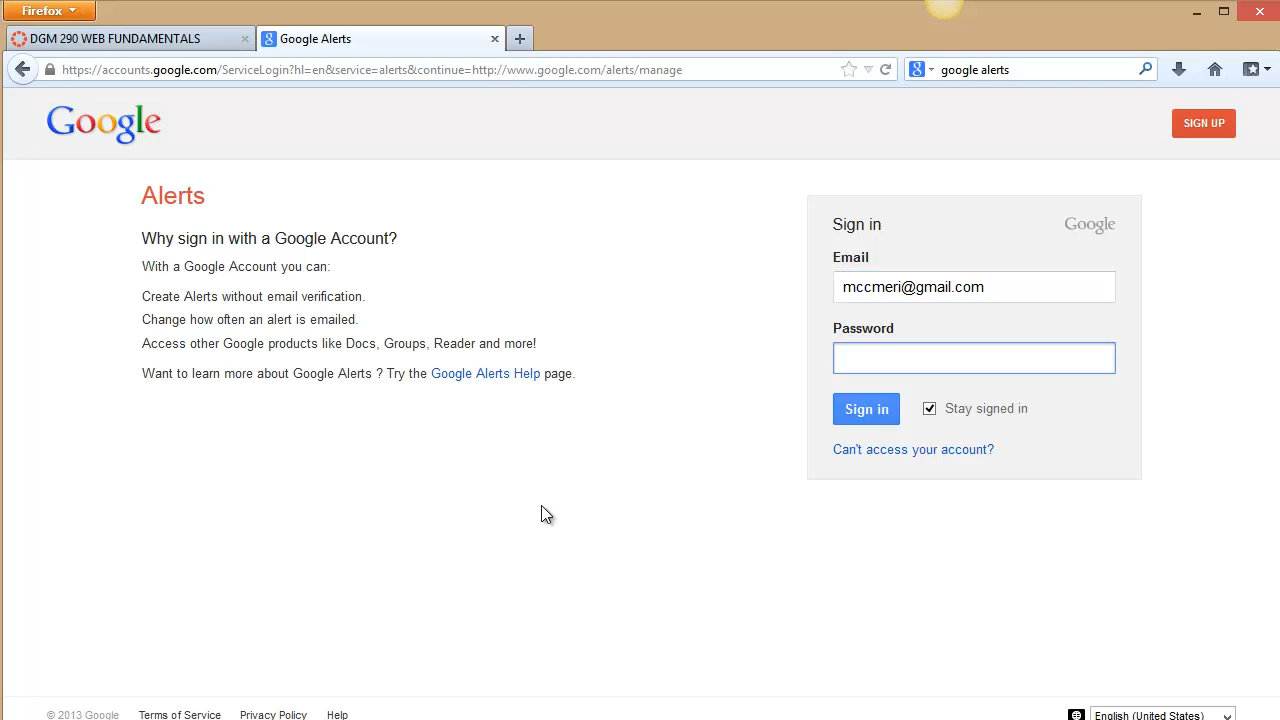 Firefox
DGM 290 WEB FUNDAMENTALS
Google Alerts
https://accounts.google.com/ServiceLogin?hl=en&service=alerts&continue=http://www.google.com/alerts/manage
google alerts
Google
SIGN UP
Alerts
Why sign in with a Google Account?
With a Google Account you can:
Create Alerts without email verification.
Change how often an alert is emailed.
Access other Google products like Docs, Groups, Reader and more!
Want to learn more about Google Alerts ? Try the Google Alerts Help page.
Sign in Google
Email
mccmeri@gmail.com
Password
Sign in Stay signed in
Can't access your account?
© 2013 Google Terms of Service Privacy Policy Help English (United States)